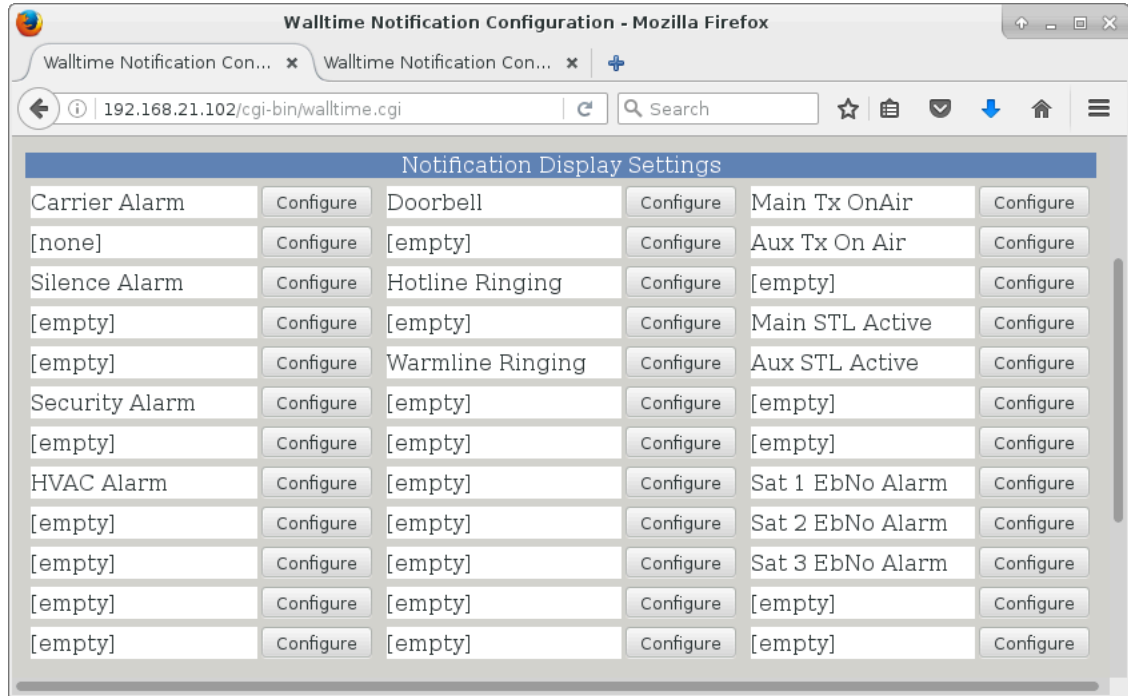 Walltime Notification Configuration - Mozilla Firefox
Walltime Notification Con... Walltime Notification Con...
192.168.21.102/cgi-bin/walltime.cgi Search
Notification Display Settings
Carrier Alarm Configure Doorbell Configure Main Tx OnAir Configure
[none] Configure [empty] Configure Aux Tx On Air Configure
Silence Alarm Configure Hotline Ringing Configure [empty] Configure
[empty] Configure [empty] Configure Main STL Active Configure
[empty] Configure Warmline Ringing Configure Aux STL Active Configure
Security Alarm Configure [empty] Configure [empty] Configure
[empty] Configure [empty] Configure [empty] Configure
HVAC Alarm Configure [empty] Configure Sat 1 EbNo Alarm Configure
[empty] Configure [empty] Configure Sat 2 EbNo Alarm Configure
[empty] Configure [empty] Configure Sat 3 EbNo Alarm Configure
[empty] Configure [empty] Configure [empty] Configure
[empty] Configure [empty] Configure [empty] Configure